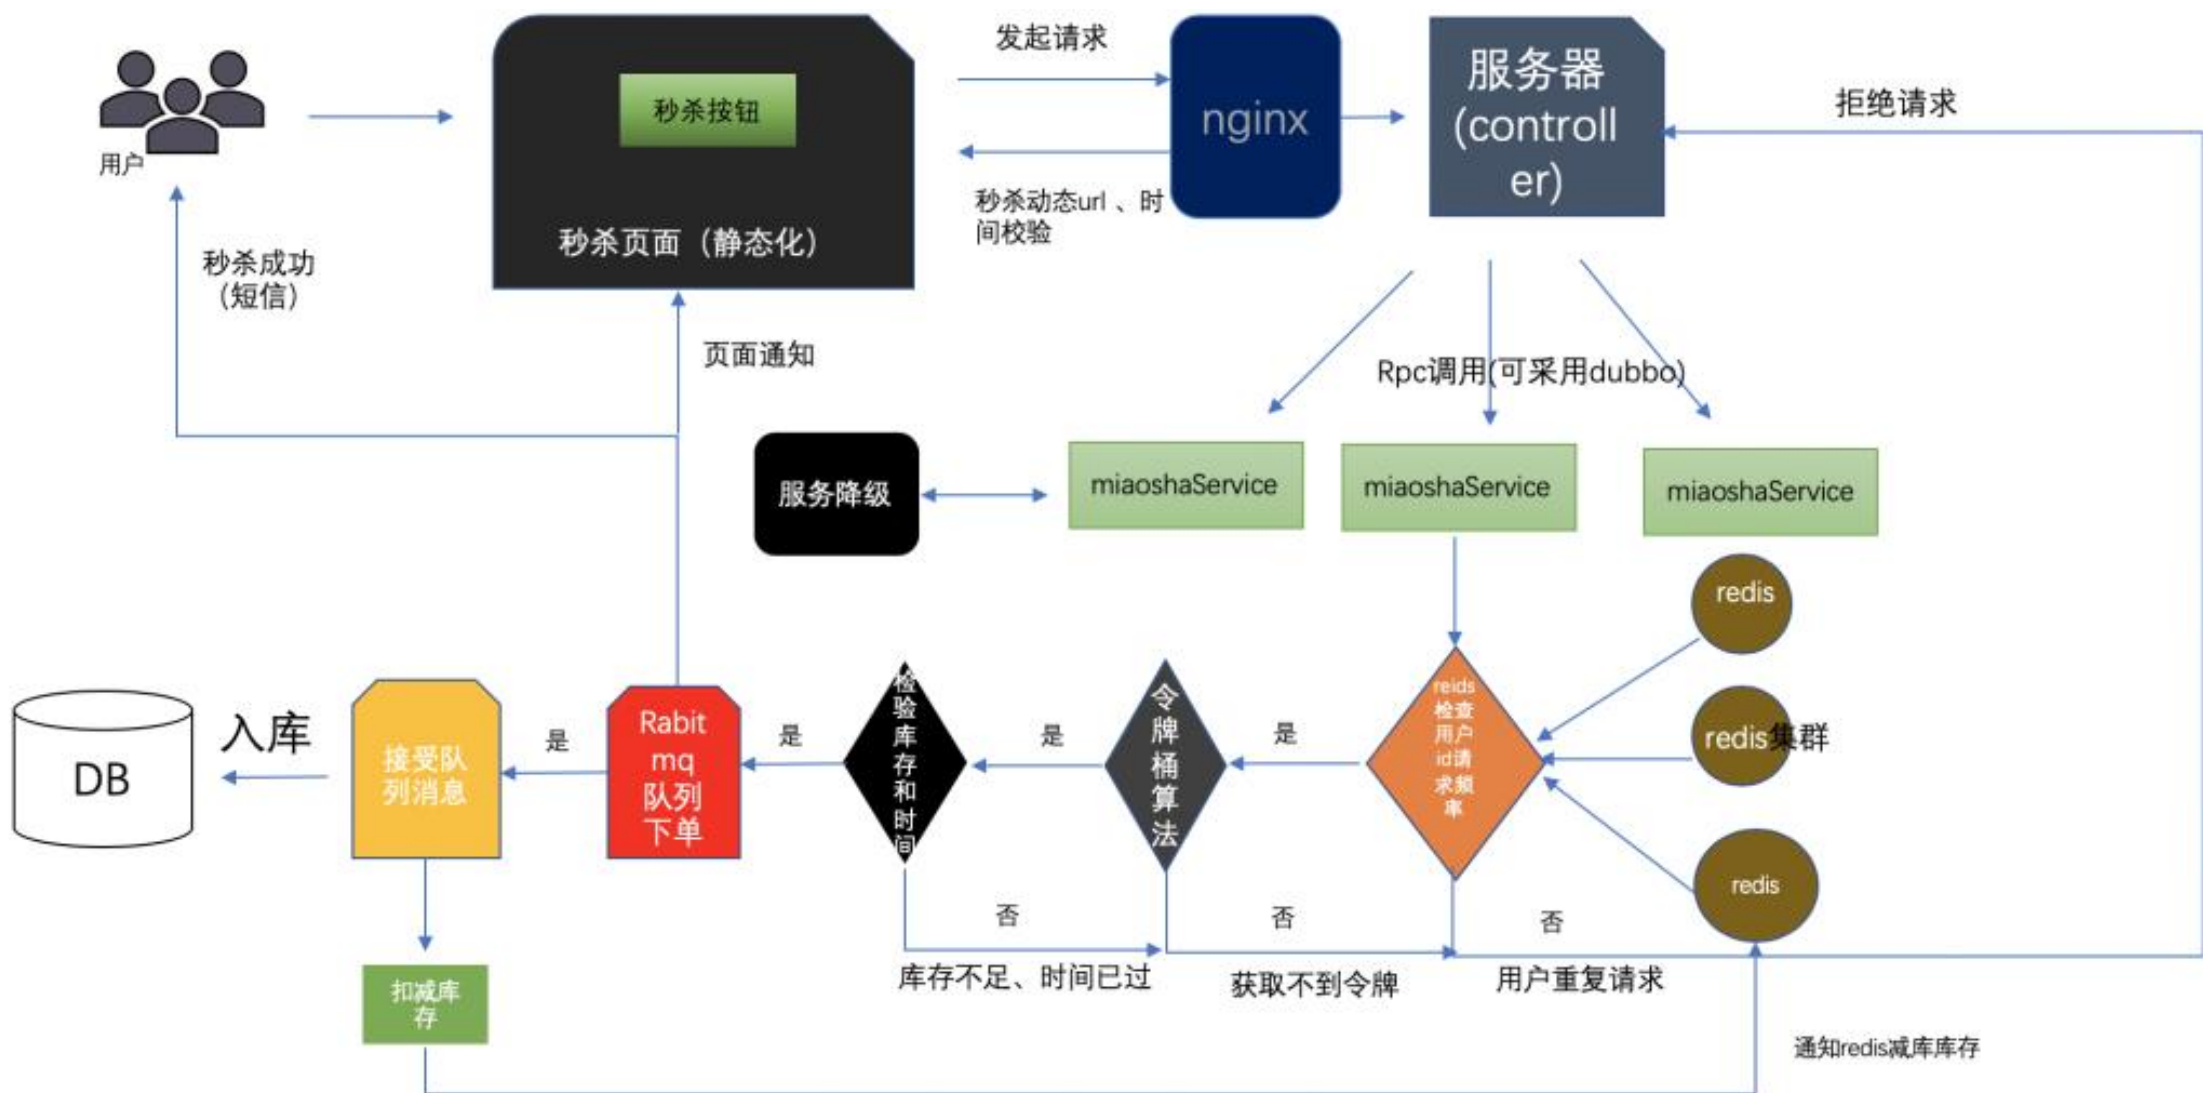 用户
秒杀按钮
秒杀页面（静态化）
发起请求
秒杀动态url 、时
间校验
nginx
服务器
(controll
er)
拒绝请求
秒杀成功
（短信）
页面通知
Rpc调用(可采用dubbo)
服务降级
miaoshaService
miaoshaService
miaoshaService
redis
redis集群
redis
reids
检查
用户
id请
求频
率
是
令
牌
桶
算
法
是
检
验
库
存
和
时
间
是
Rabit
mq
队列
下单
是
接受队
列消息
入库
DB
否
库存不足、时间已过
否
获取不到令牌
否
用户重复请求
扣减库
存
通知redis减库库存